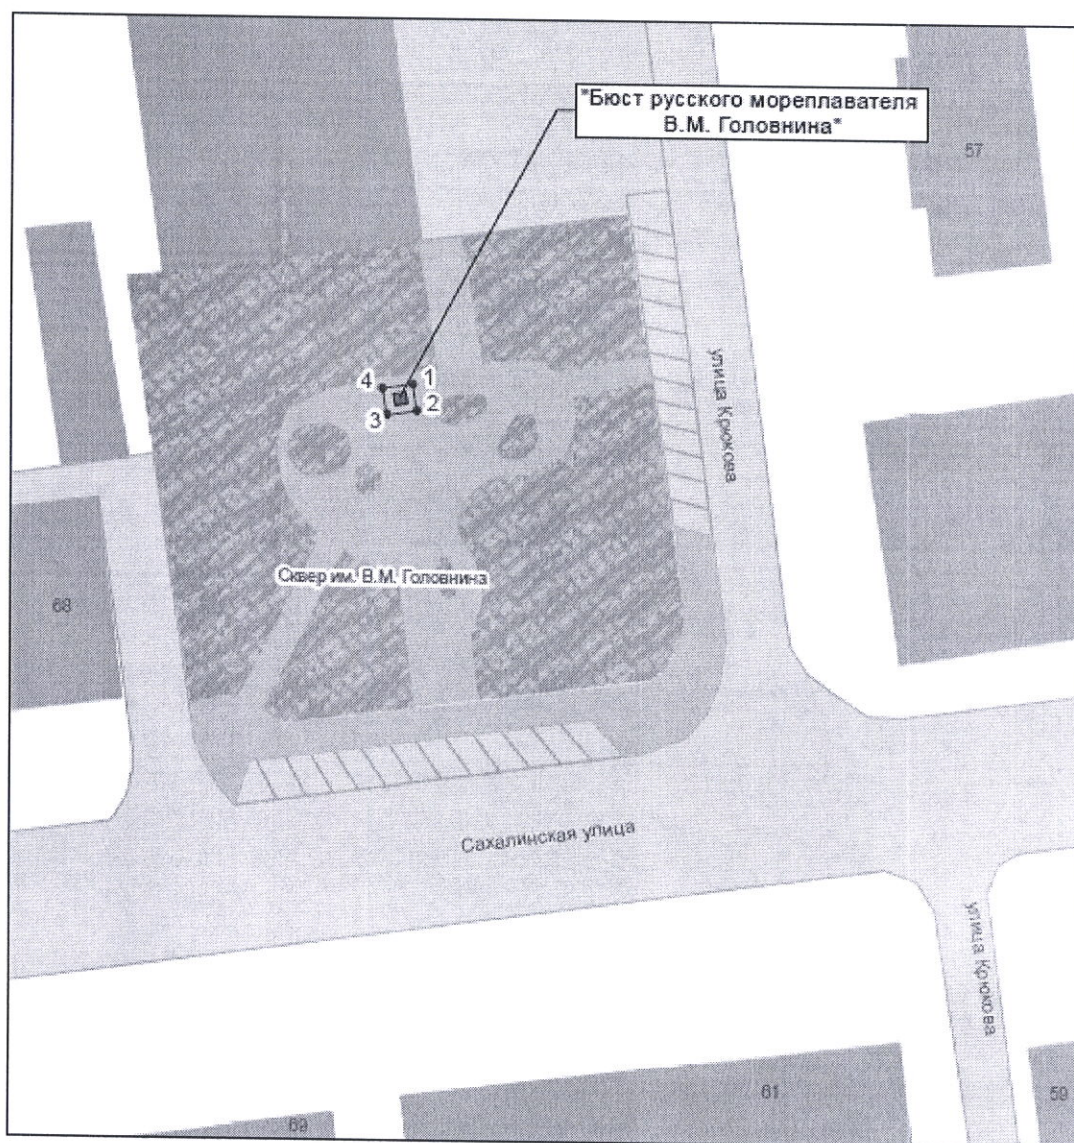 "Бюст русского мореплавателя
В.М. Головнина"
57
улица Крюкова
4
1
3
2
Сквер им. В.М. Головнина
68
Сахалинская улица
улица Крюкова
61
59
69